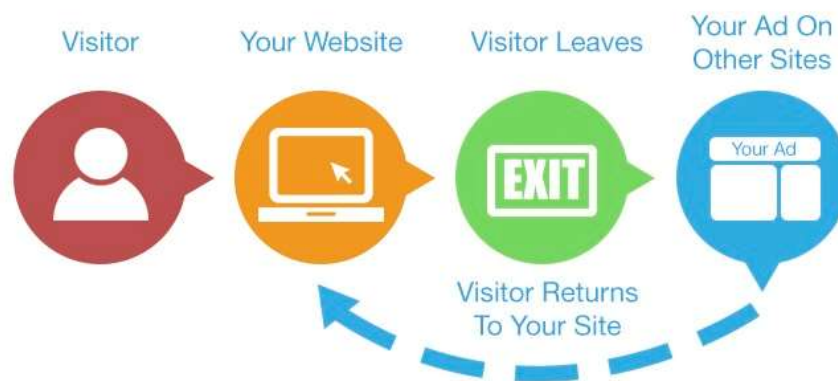 Visitor
Your Website
Visitor Leaves
Your Ad On
Other Sites
Your Ad
EXIT
Visitor Returns
To Your Site